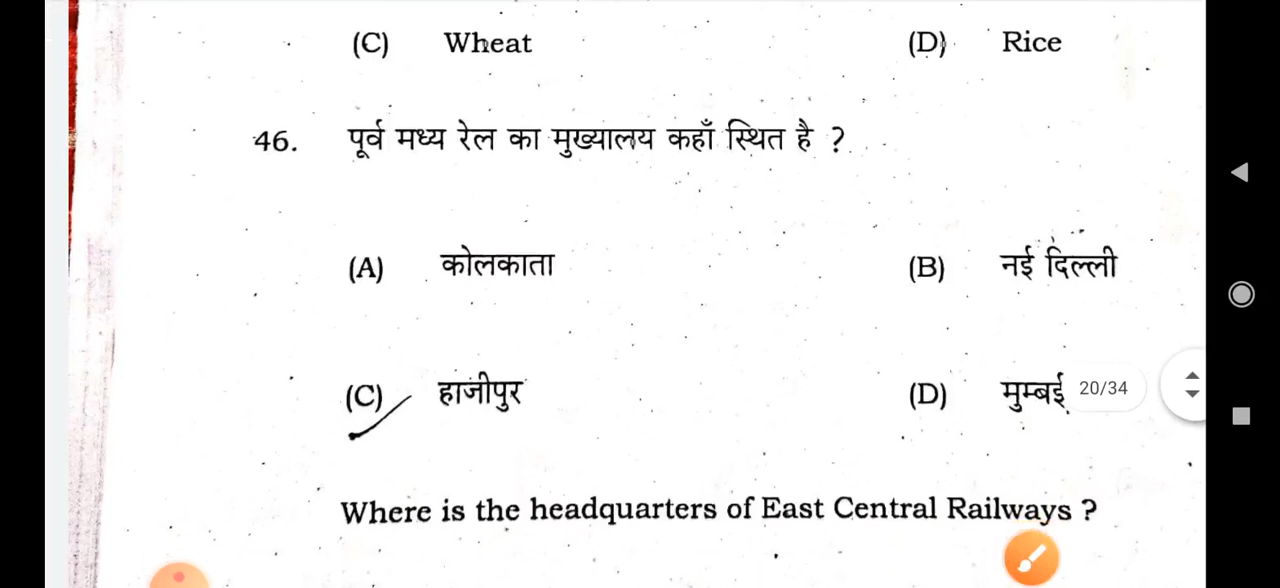 (C) Wheat (D) Rice
46. पूर्व मध्य रेल का मुख्यालय कहाँ स्थित है ?
(A) कोलकाता (B) नई दिल्ली
(C) हाजीपुर (D) मुम्बई 20/34
Where is the headquarters of East Central Railways ?